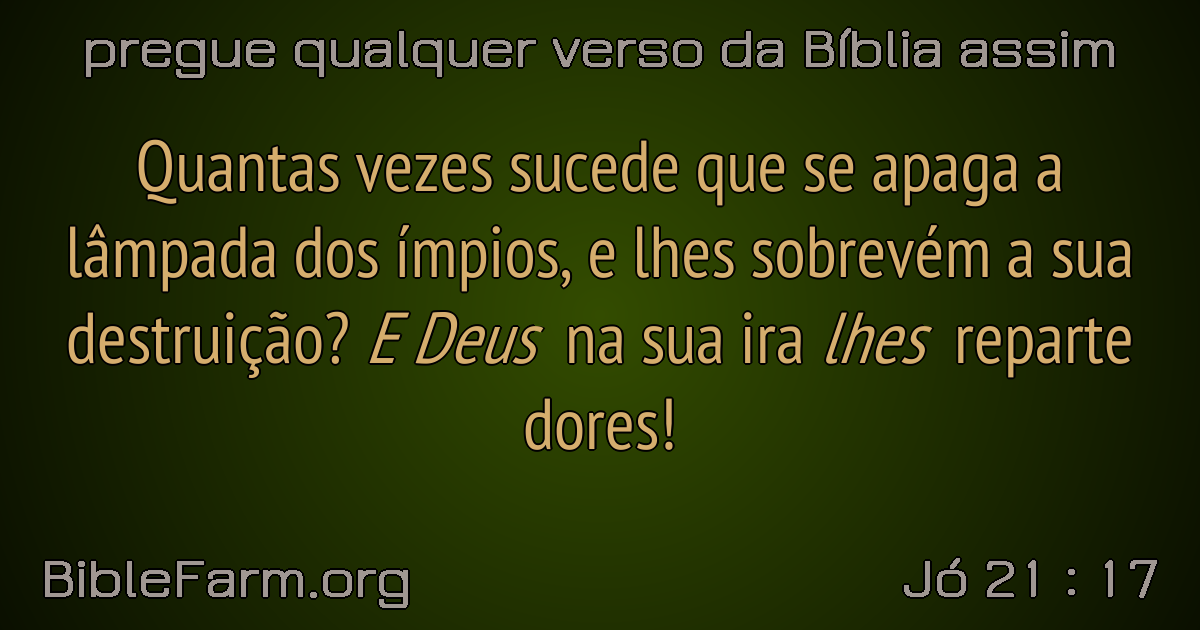 pregue qualquer verso da Bíblia assim
Quantas vezes sucede que se apaga a
lâmpada dos ímpios, e lhes sobrevém a sua
destruição? E Deus na sua ira lhes reparte
dores!
BibleFarm.org
Jó 21 : 17